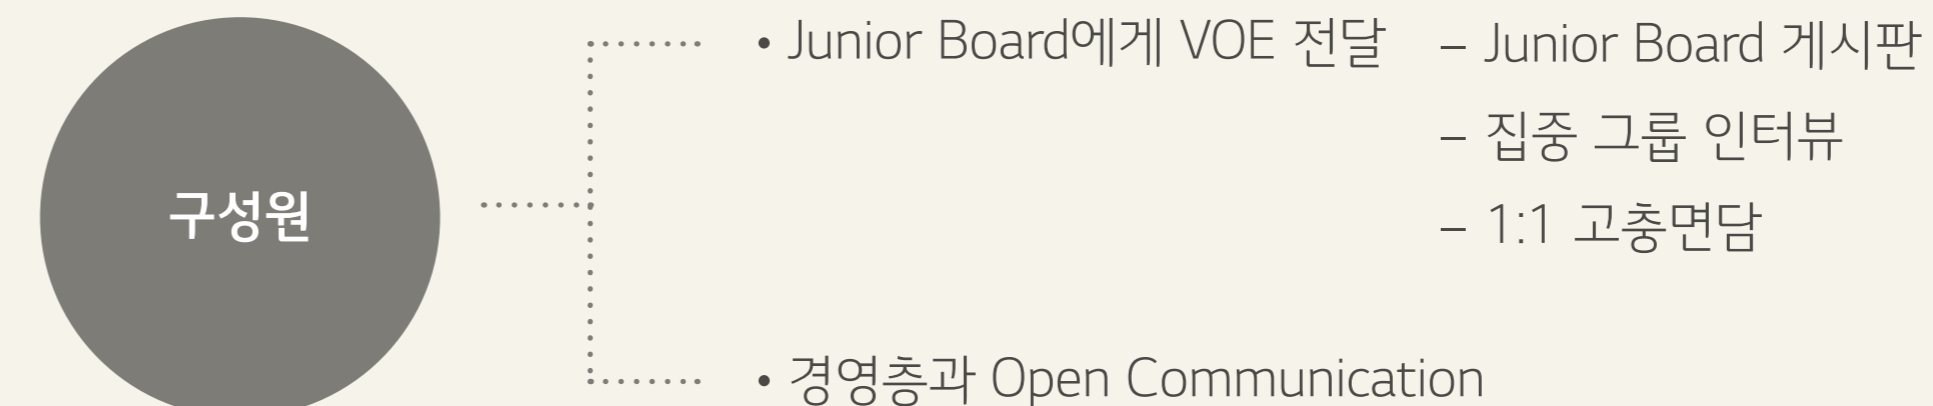 구성원
• Junior Board에게 VOE 전달 – Junior Board 게시판
– 집중 그룹 인터뷰
– 1:1 고충면담
• 경영층과 Open Communication